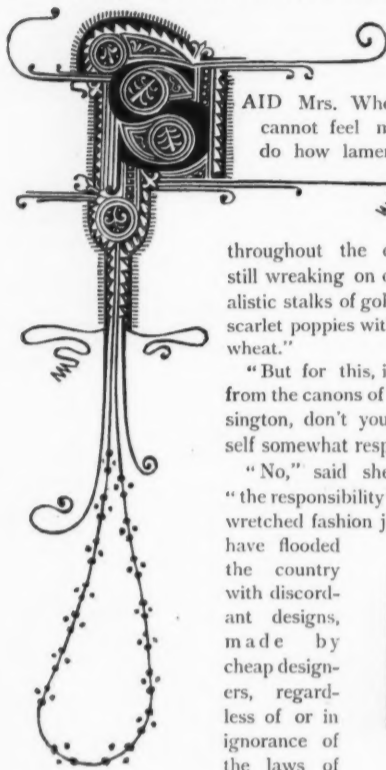 SAID Mrs. Whe
cannot feel m
do how lamen
throughout the c
still wreaking on c
alistic stalks of gol
scarlet poppies wit
wheat."
"But for this, i
from the canons of
sington, don't you
self somewhat resp
"No," said she
"the responsibility
wretched fashion j
have flooded
the country
with discord-
ant designs,
made by
cheap design-
ers, regard-
less of or in
ignorance of
the laws of